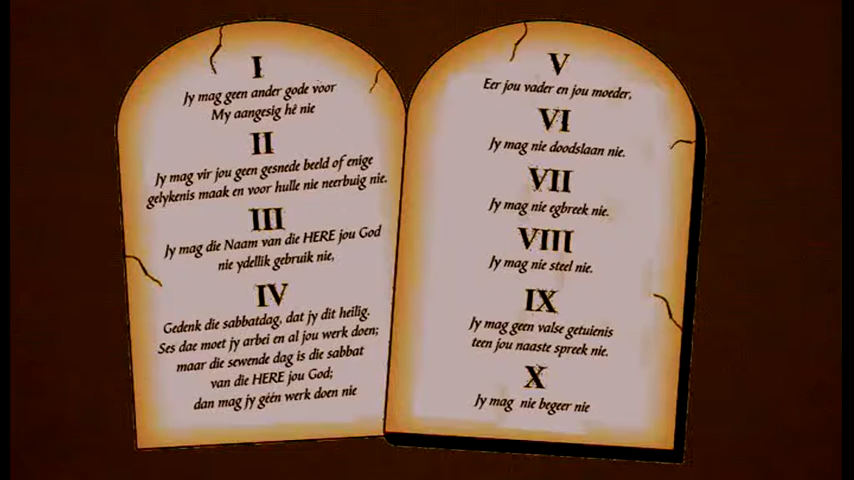 I
Jy mag geen ander gode voor
My aangesig hê nie
II
Jy mag vir jou geen gesnede beeld of enige
gelykenis maak en voor hulle nie neerbuig nie.
III
Jy mag die Naam van die HERE jou God
nie ydellik gebruik nie,
IV
Gedenk die sabbatdag, dat jy dit heilig.
Ses dae moet jy arbei en al jou werk doen;
maar die sewende dag is die sabbat
van die HERE jou God;
dan mag jy géén werk doen nie
V
Eer jou vader en jou moeder,
VI
Jy mag nie doodslaan nie.
VII
Jy mag nie egbreek nie.
VIII
Jy mag nie steel nie.
IX
Jy mag geen valse getuienis
teen jou naaste spreek nie.
X
Jy mag nie begeer nie